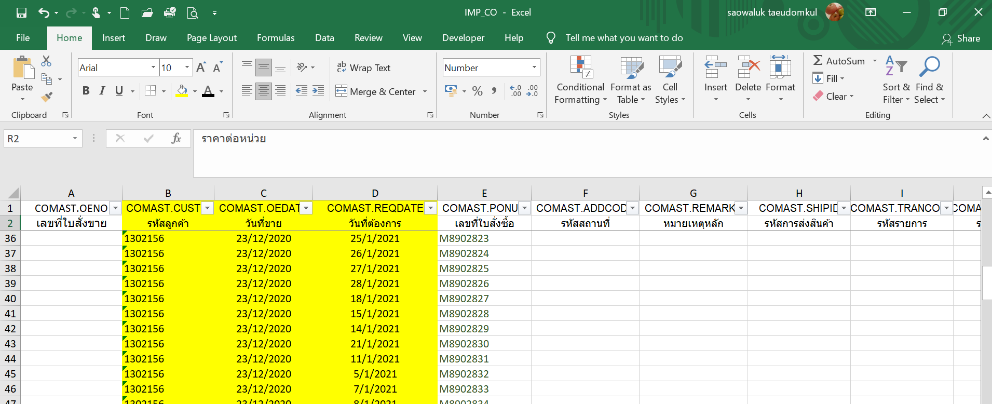 IMP_CO - Excel
saowaluk taeudomkul
File Home Insert Draw Page Layout Formulas Data Review View Developer Help Tell me what you want to do Share
Paste
Arial 10
Wrap Text
Merge & Center
Number
Conditional Formatting
Format as Table
Cell Styles
Insert Delete Format
AutoSum
Fill
Clear
Sort & Filter
Find & Select
Clipboard Font Alignment Number Styles Cells Editing
R2 fx ราคาต่อหน่วย
A B C D E F G H I J
1 COMAST.OENO COMAST.CUST COMAST.OEDAT COMAST.REQDATE COMAST.PONU COMAST.ADDCOD COMAST.REMARK COMAST.SHIPID COMAST.TRANCO COMA
2 เลขที่ใบสั่งขาย รหัสลูกค้า วันที่ขาย วันที่ต้องการ เลขที่ใบสั่งซื้อ รหัสสถานที่ หมายเหตุหลัก รหัสการส่งสินค้า รหัสรายการ
36 1302156 23/12/2020 25/1/2021 M8902823
37 1302156 23/12/2020 26/1/2021 M8902824
38 1302156 23/12/2020 27/1/2021 M8902825
39 1302156 23/12/2020 28/1/2021 M8902826
40 1302156 23/12/2020 18/1/2021 M8902827
41 1302156 23/12/2020 15/1/2021 M8902828
42 1302156 23/12/2020 14/1/2021 M8902829
43 1302156 23/12/2020 21/1/2021 M8902830
44 1302156 23/12/2020 11/1/2021 M8902831
45 1302156 23/12/2020 5/1/2021 M8902832
46 1302156 23/12/2020 7/1/2021 M8902833
47 1302156 23/12/2020 8/1/2021 M8902834